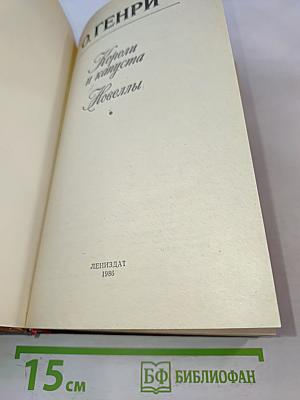 О. ГЕНРИ
Короли
и капуста
Новеллы
ЛЕНИЗДАТ
1986
15 см
БФ БИБЛИОФАН